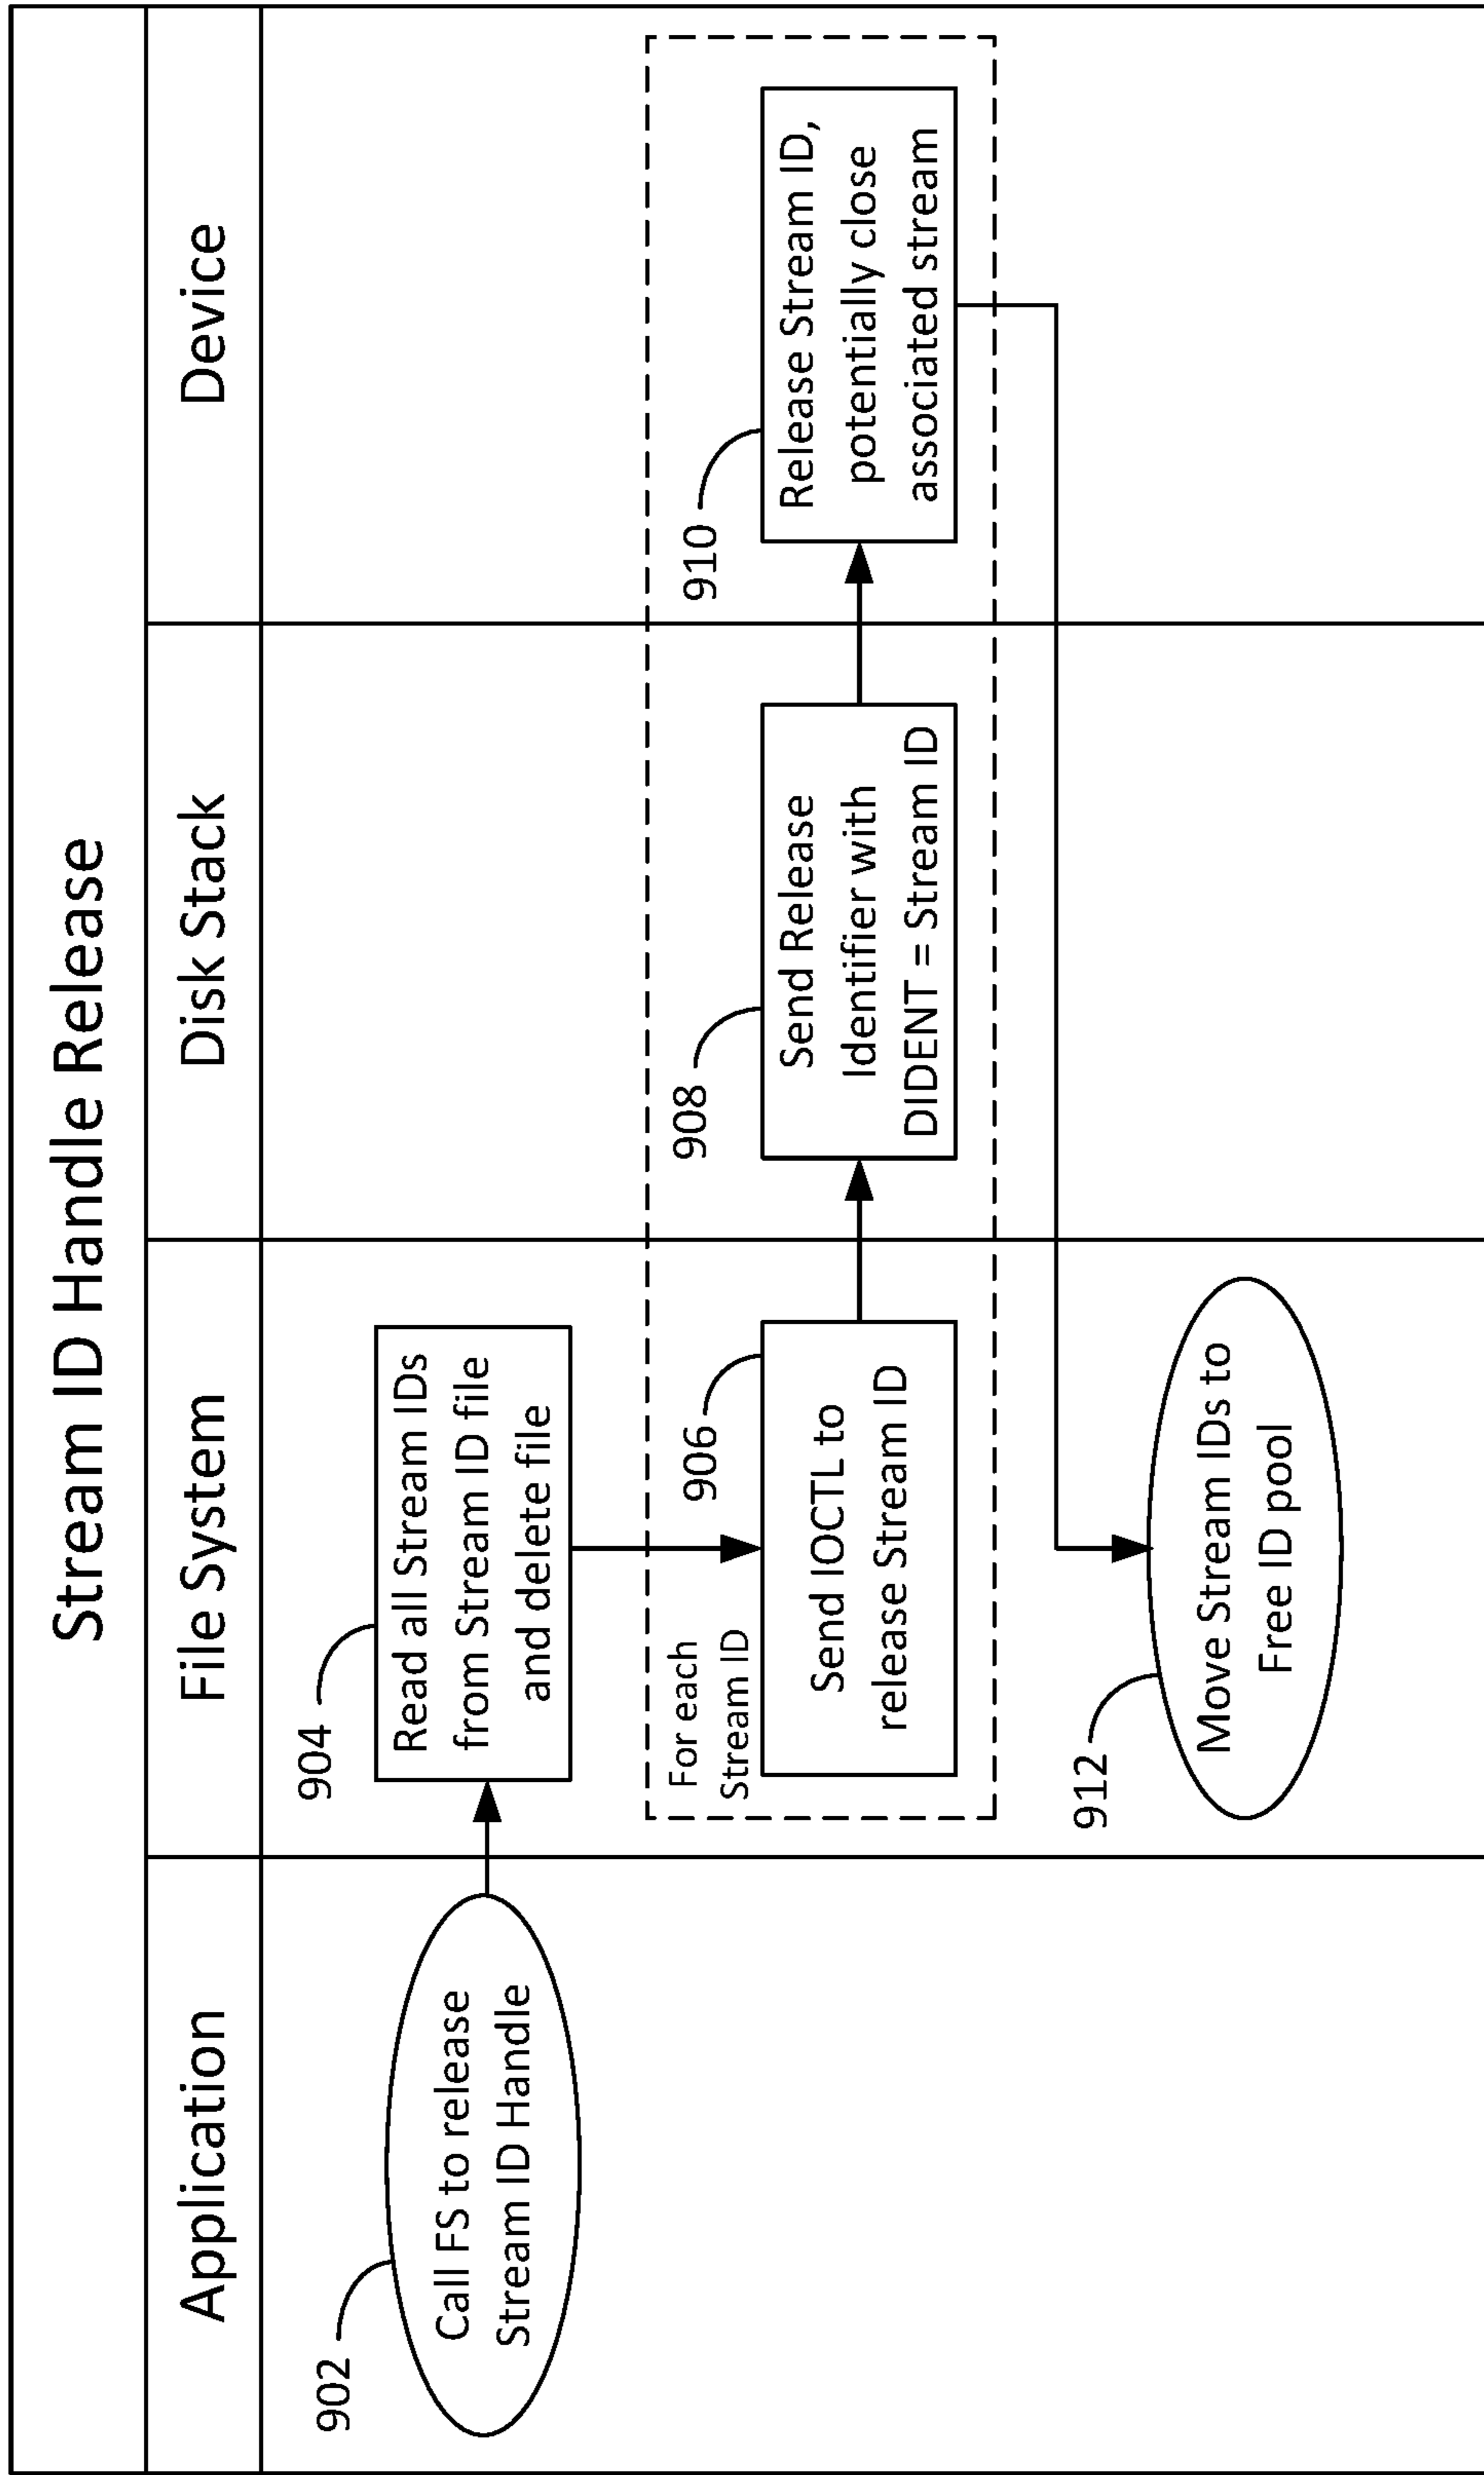 Stream ID Handle Release
Application
File System
Disk Stack
Device
902
Call FS to release
Stream ID Handle
904
Read all Stream IDs
from Stream ID file
and delete file
For each
Stream ID
906
Send IOCTL to
release Stream ID
908
Send Release
Identifier with
DIDENT = Stream ID
910
Release Stream ID,
potentially close
associated stream
912
Move Stream IDs to
Free ID pool